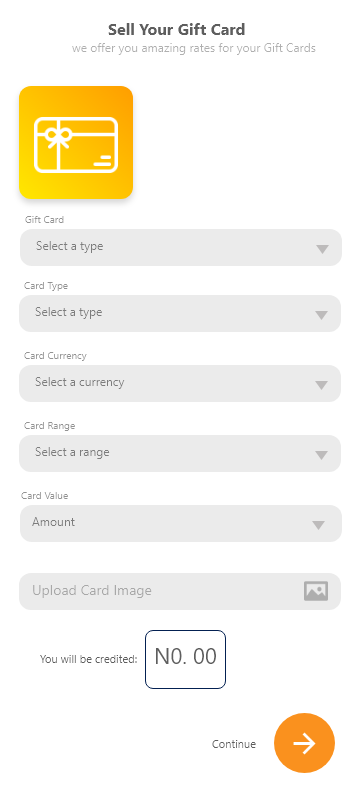 Sell Your Gift Card
we offer you amazing rates for your Gift Cards
Gift Card
Select a type
Card Type
Select a type
Card Currency
Select a currency
Card Range
Select a range
Card Value
Amount
Upload Card Image
You will be credited: N0. 00
Continue